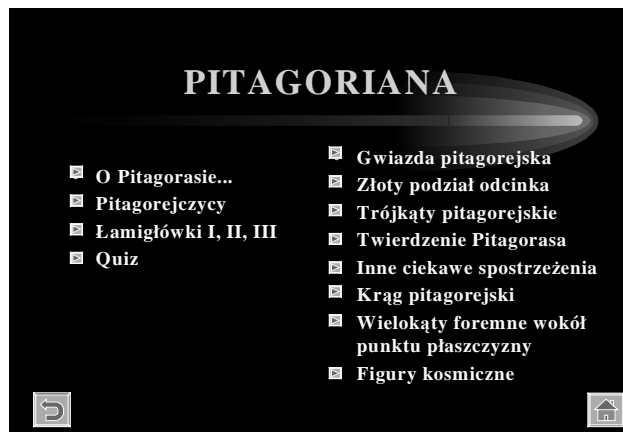 PITAGORIANA
O Pitagorasie...
Pitagorejczycy
Łamigłówki I, II, III
Quiz
Gwiazda pitagorejska
Złoty podział odcinka
Trójkąty pitagorejskie
Twierdzenie Pitagorasa
Inne ciekawe spostrzeżenia
Krąg pitagorejski
Wielokąty foremne wokół
punktu płaszczyzny
Figury kosmiczne